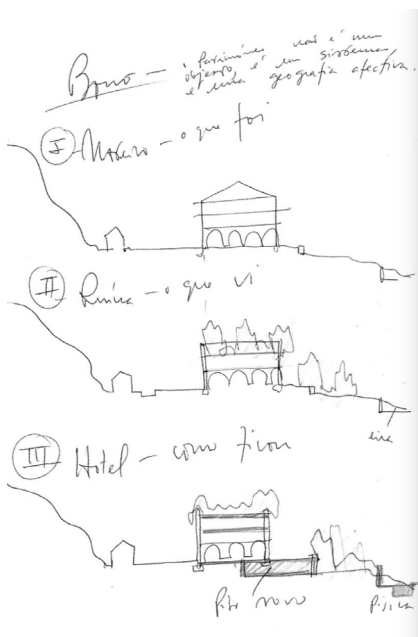 Bouro – o património não é um
objecto é um sistema
e uma geografia afectiva.
I Mosteiro – o que foi
II Ruína – o que vi
eira
III Hotel – como ficou
Piso novo
Piscina